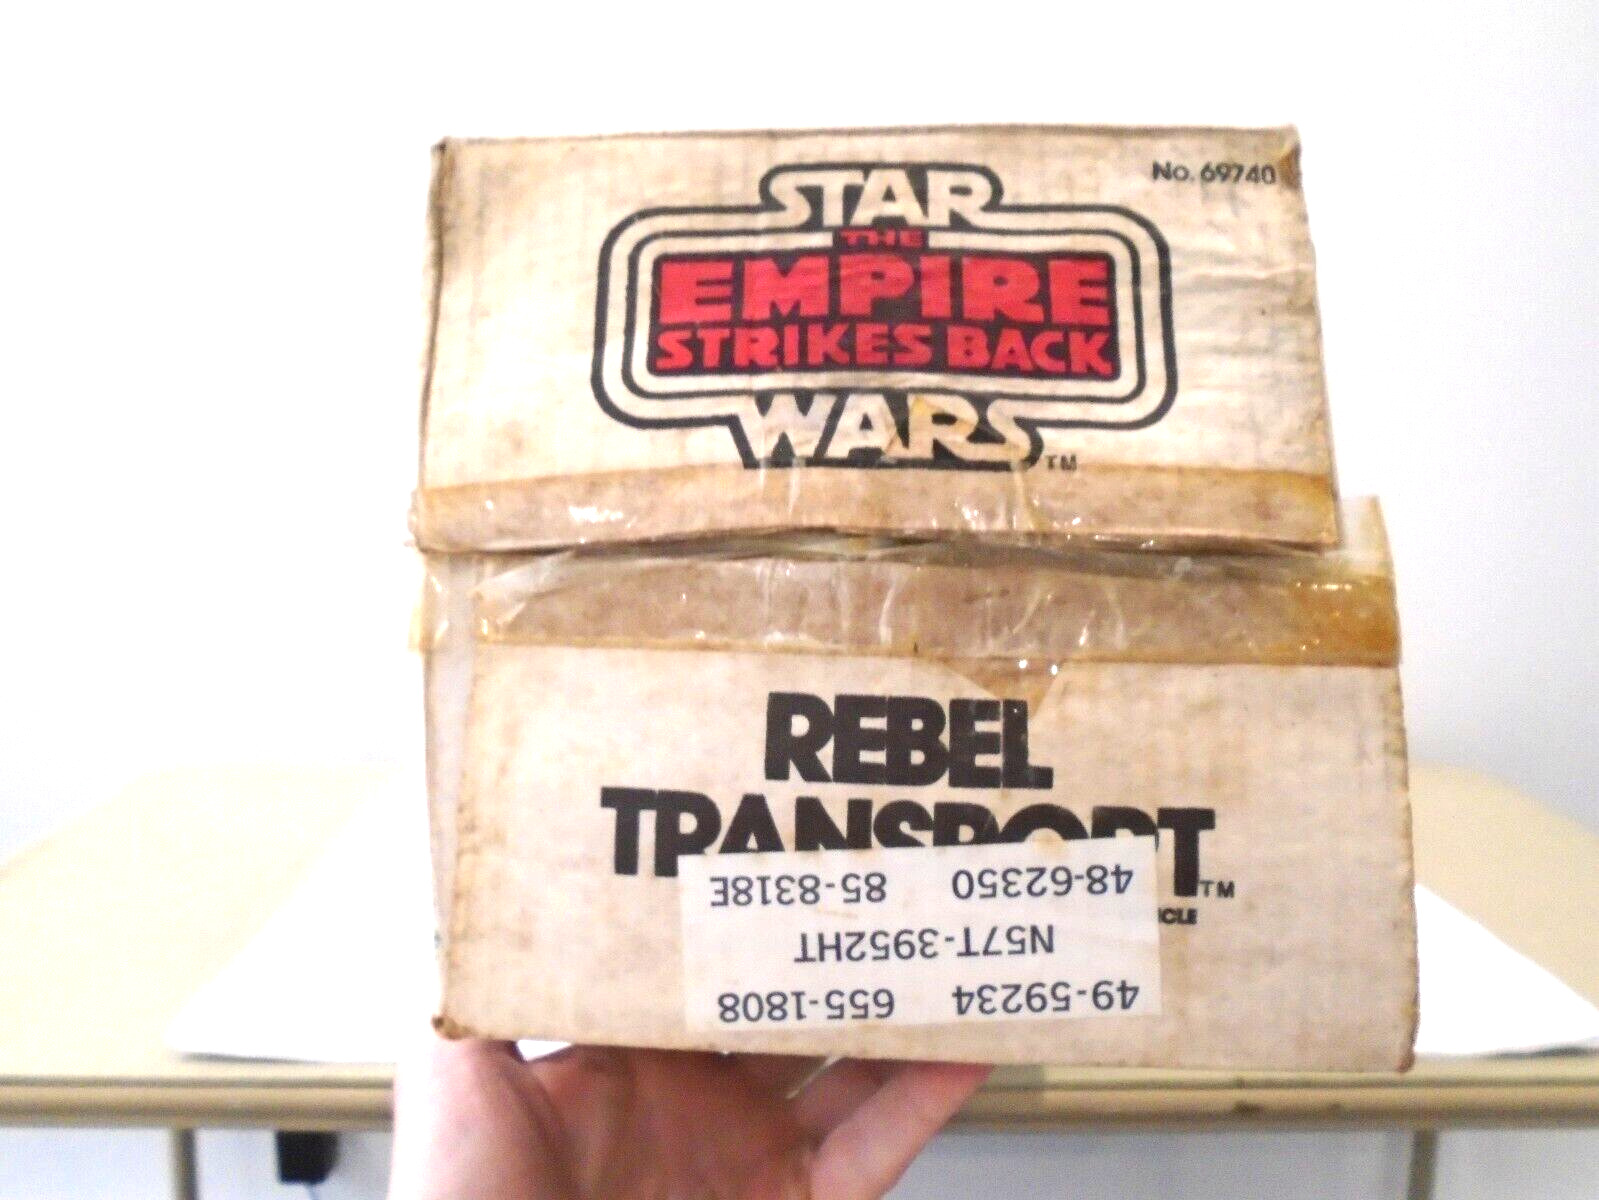 No. 69740
STAR
THE
EMPIRE
STRIKES BACK
WARS TM
REBEL
TRANSPORT TM
49-59234 655-1808
N57T-3952HT
48-62350 85-8318E